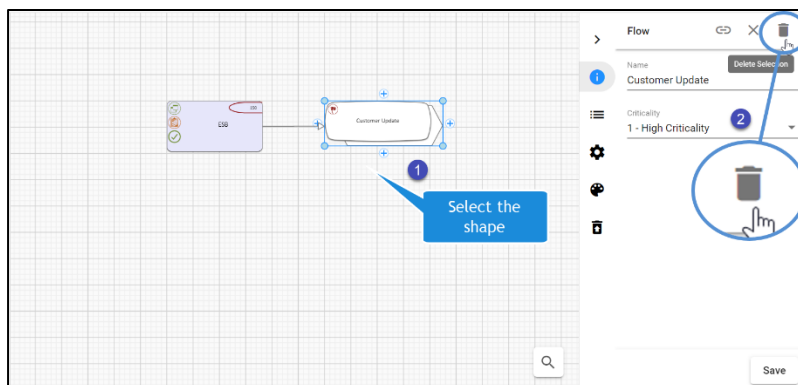 Flow
Delete Selection
Name
Customer Update
Criticality
1 - High Criticality
2
ESB
Customer Update
1
Select the
shape
Save